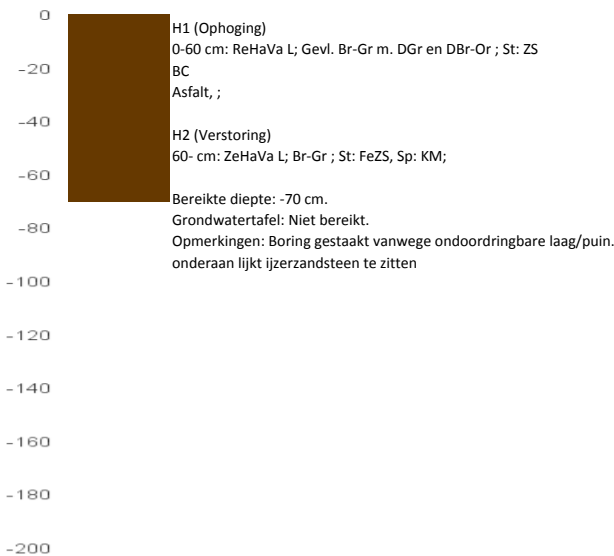 0
-20
-40
-60
-80
-100
-120
-140
-160
-180
-200
H1 (Ophoging)
0-60 cm: ReHaVa L; Gevl. Br-Gr m. DGr en DBr-Or ; St: ZS
BC
Asfalt, ;
H2 (Verstoring)
60- cm: ZeHaVa L; Br-Gr ; St: FeZS, Sp: KM;
Bereikte diepte: -70 cm.
Grondwatertafel: Niet bereikt.
Opmerkingen: Boring gestaakt vanwege ondoordringbare laag/puin.
onderaan lijkt ijzerzandsteen te zitten